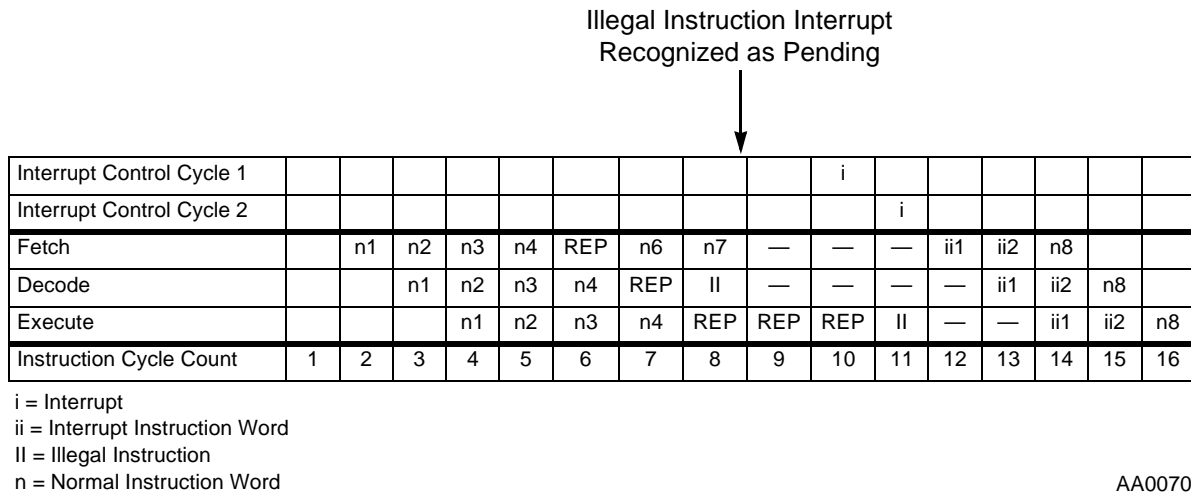 Illegal Instruction Interrupt
Recognized as Pending
Interrupt Control Cycle 1 i
Interrupt Control Cycle 2 i
Fetch n1 n2 n3 n4 REP n6 n7 — — — ii1 ii2 n8
Decode n1 n2 n3 n4 REP II — — — — ii1 ii2 n8
Execute n1 n2 n3 n4 REP REP REP II — — ii1 ii2 n8
Instruction Cycle Count 1 2 3 4 5 6 7 8 9 10 11 12 13 14 15 16
i = Interrupt
ii = Interrupt Instruction Word
II = Illegal Instruction
n = Normal Instruction Word
AA0070